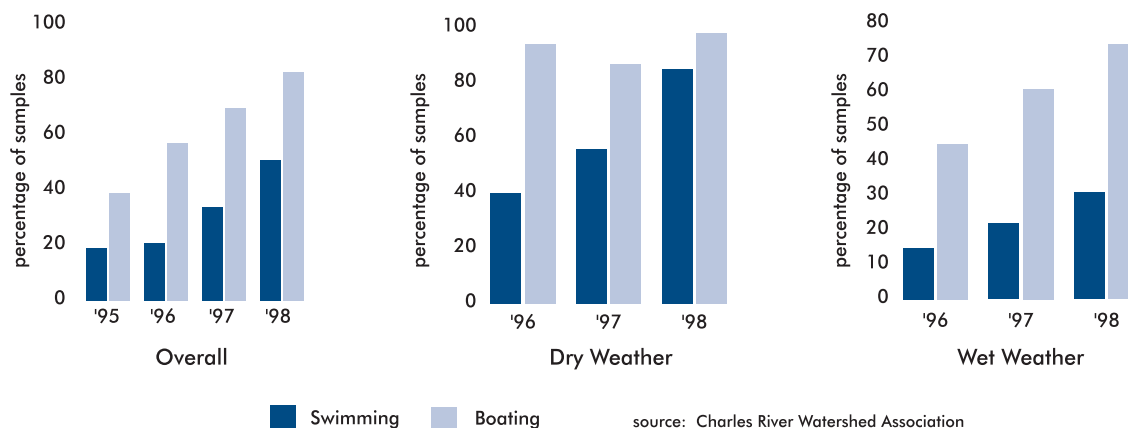 percentage of samples
100
80
60
40
20
0
'95 '96 '97 '98
Overall
percentage of samples
100
80
60
40
20
0
'96 '97 '98
Dry Weather
percentage of samples
80
70
60
50
40
30
20
10
0
'96 '97 '98
Wet Weather
Swimming Boating source: Charles River Watershed Association